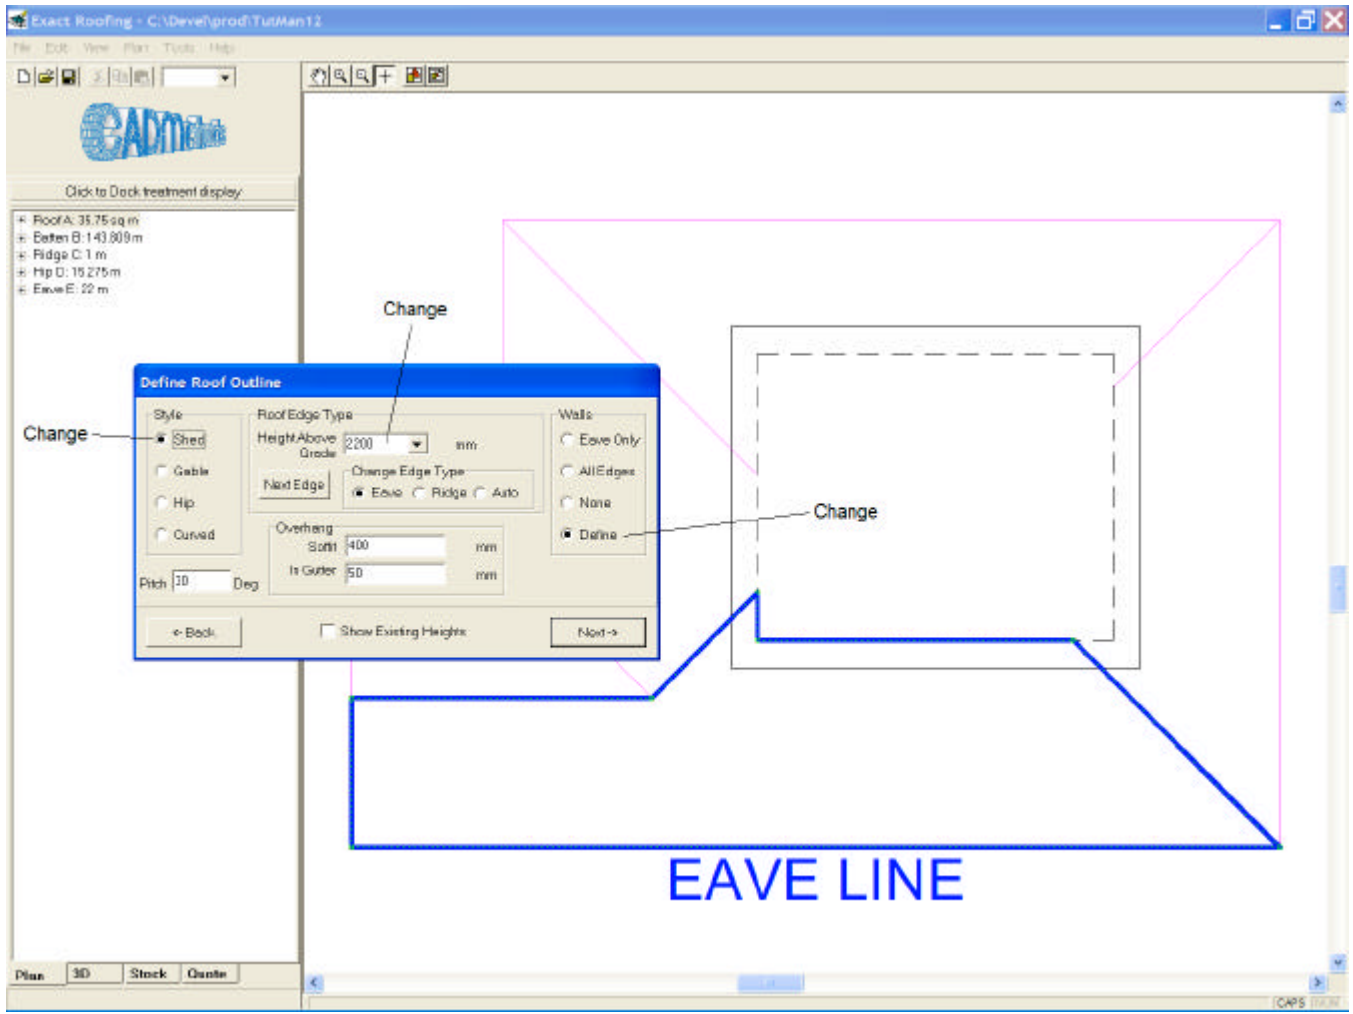 Exact Roofing - C:\Devel\prod\TutMan12
File Edit View Plan Tools Help
CADMethods
Click to Dock treatment display
Roof A: 35.75 sq m
Batten B: 143.809 m
Ridge C: 1 m
Hip D: 15.275 m
Eave E: 22 m
Change
Define Roof Outline
Style
Roof Edge Type
Walls
Change
Shed
Height Above Grade
2200
mm
Eave Only
Gable
Next Edge
Change Edge Type
All Edges
Eave
Ridge
Auto
Hip
None
Change
Curved
Overhang
Soffit
400
mm
Define
Pitch
Deg
In Gutter
50
mm
<- Back
Show Existing Heights
Next ->
EAVE LINE
Plan
3D
Stock
Quote
CAPS
NUM